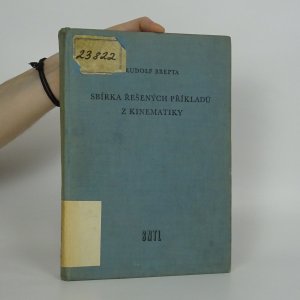 23822
RUDOLF BREPTA
SBÍRKA ŘEŠENÝCH PŘÍKLADŮ
Z KINEMATIKY
SNTL